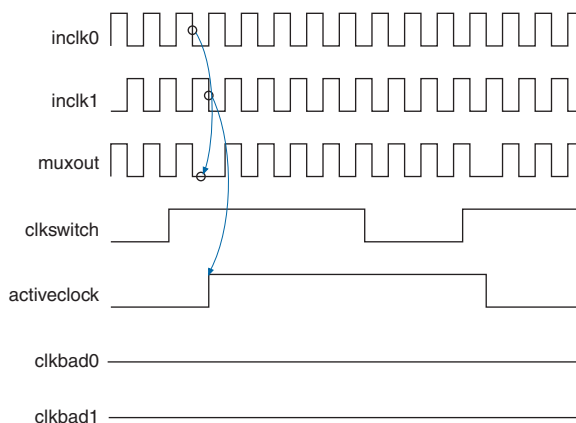 inclk0
inclk1
muxout
clkswitch
activeclock
clkbad0
clkbad1